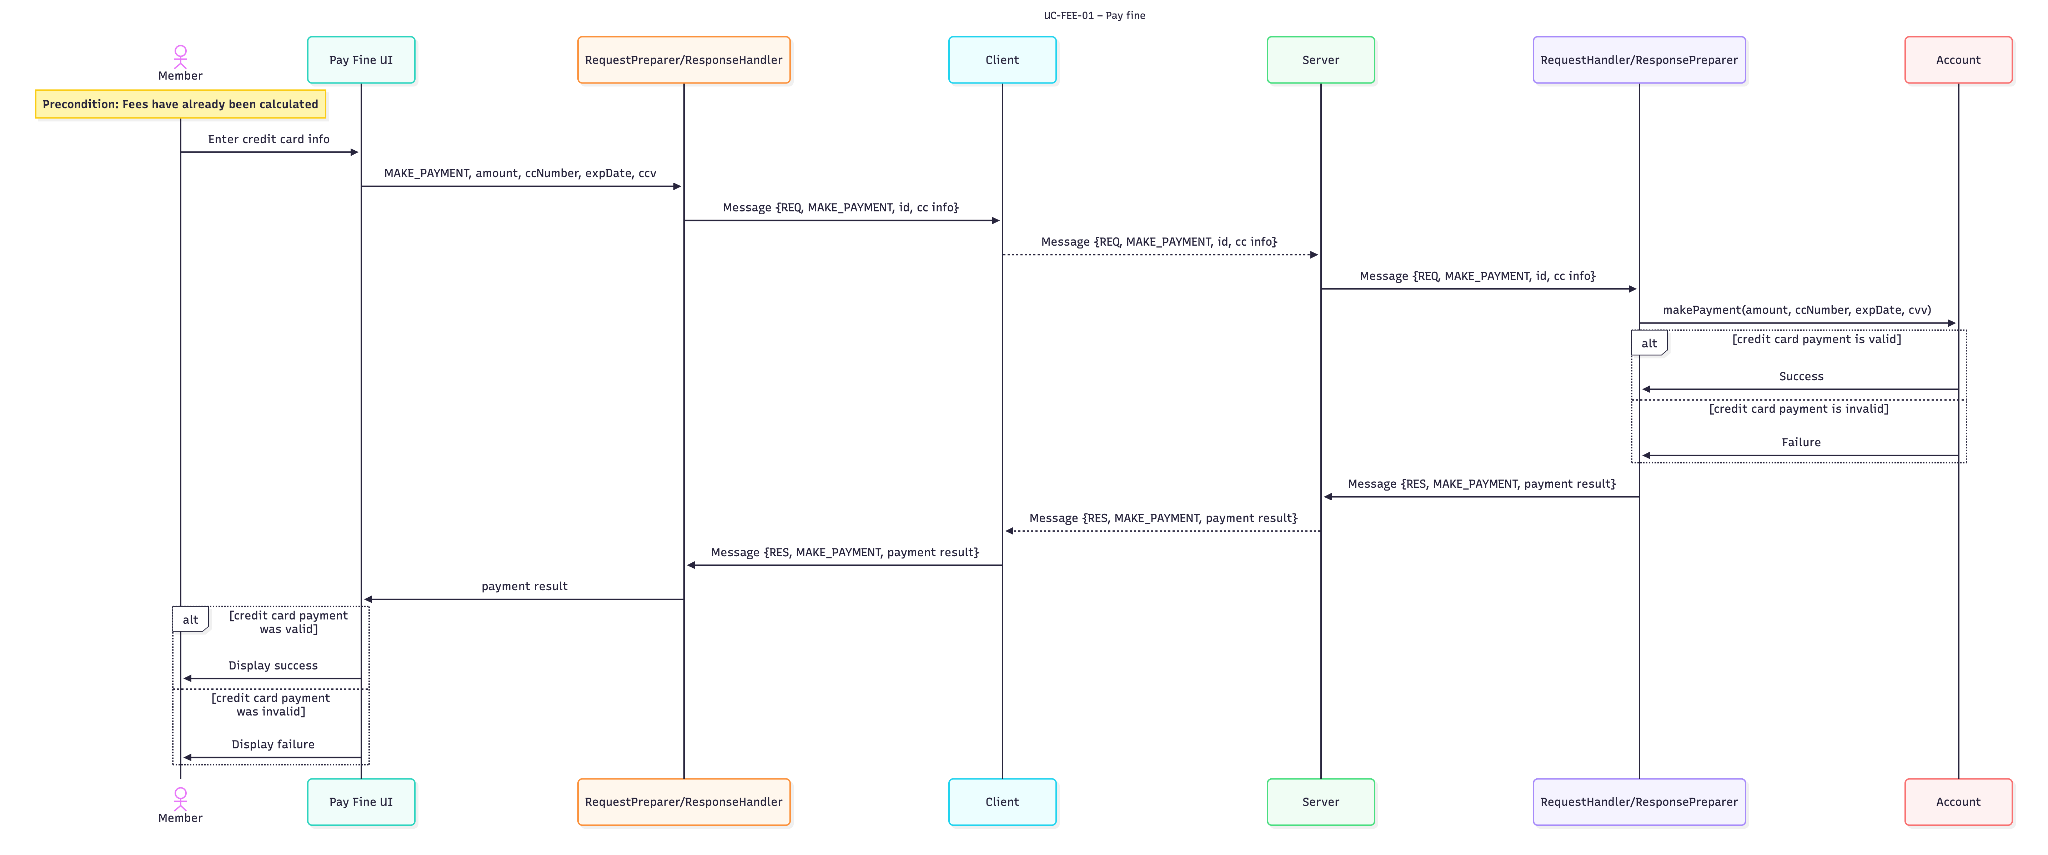 UC-FEE-01 – Pay fine
Member
Pay Fine UI
RequestPreparer/ResponseHandler
Client
Server
RequestHandler/ResponsePreparer
Account
Precondition: Fees have already been calculated
Enter credit card info
MAKE_PAYMENT, amount, ccNumber, expDate, ccv
Message {REQ, MAKE_PAYMENT, id, cc info}
Message {REQ, MAKE_PAYMENT, id, cc info}
Message {REQ, MAKE_PAYMENT, id, cc info}
makePayment(amount, ccNumber, expDate, cvv)
alt
[credit card payment is valid]
Success
[credit card payment is invalid]
Failure
Message {RES, MAKE_PAYMENT, payment result}
Message {RES, MAKE_PAYMENT, payment result}
Message {RES, MAKE_PAYMENT, payment result}
payment result
alt
[credit card payment
was valid]
Display success
[credit card payment
was invalid]
Display failure
Member
Pay Fine UI
RequestPreparer/ResponseHandler
Client
Server
RequestHandler/ResponsePreparer
Account